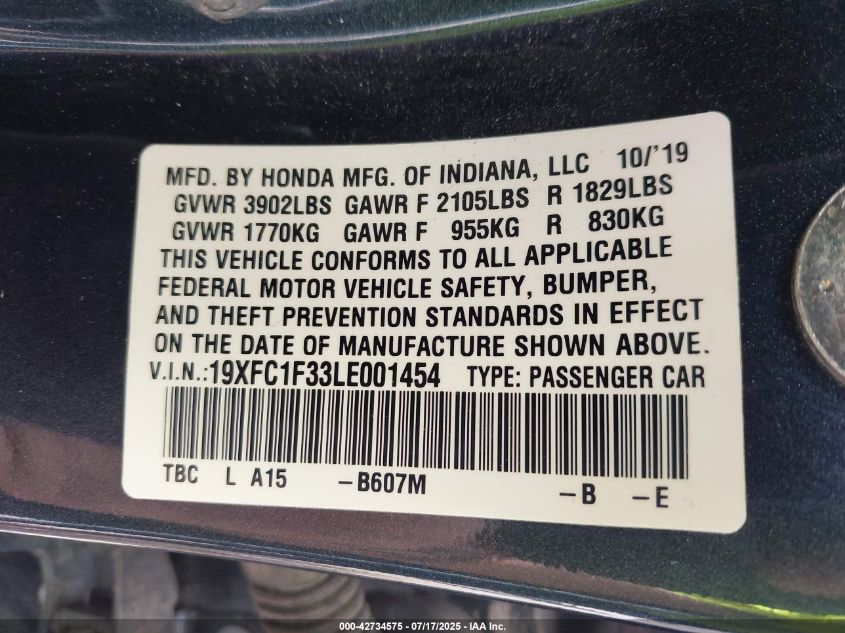 MFD. BY HONDA MFG. OF INDIANA, LLC 10/'19
GVWR 3902LBS GAWR F 2105LBS R 1829LBS
GVWR 1770KG GAWR F 955KG R 830KG
THIS VEHICLE CONFORMS TO ALL APPLICABLE
FEDERAL MOTOR VEHICLE SAFETY, BUMPER,
AND THEFT PREVENTION STANDARDS IN EFFECT
ON THE DATE OF MANUFACTURE SHOWN ABOVE.
V.I.N.:19XFC1F33LE001454 TYPE: PASSENGER CAR
TBC L A15 -B607M -B -E
000-42734575 - 07/17/2025 - IAA Inc.